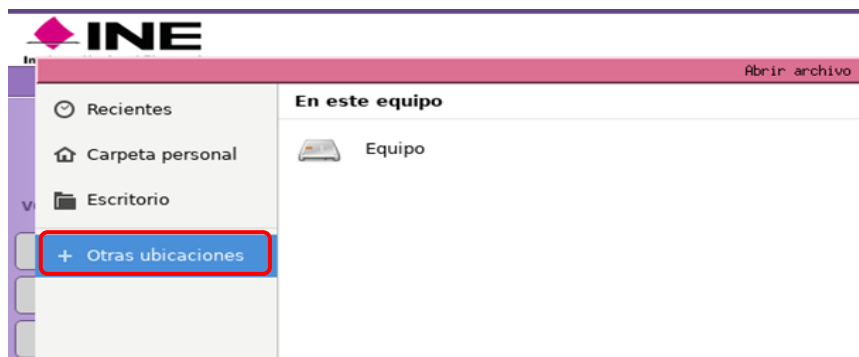 INE
Abrir archivo
Recientes
En este equipo
Carpeta personal
Equipo
Escritorio
+ Otras ubicaciones